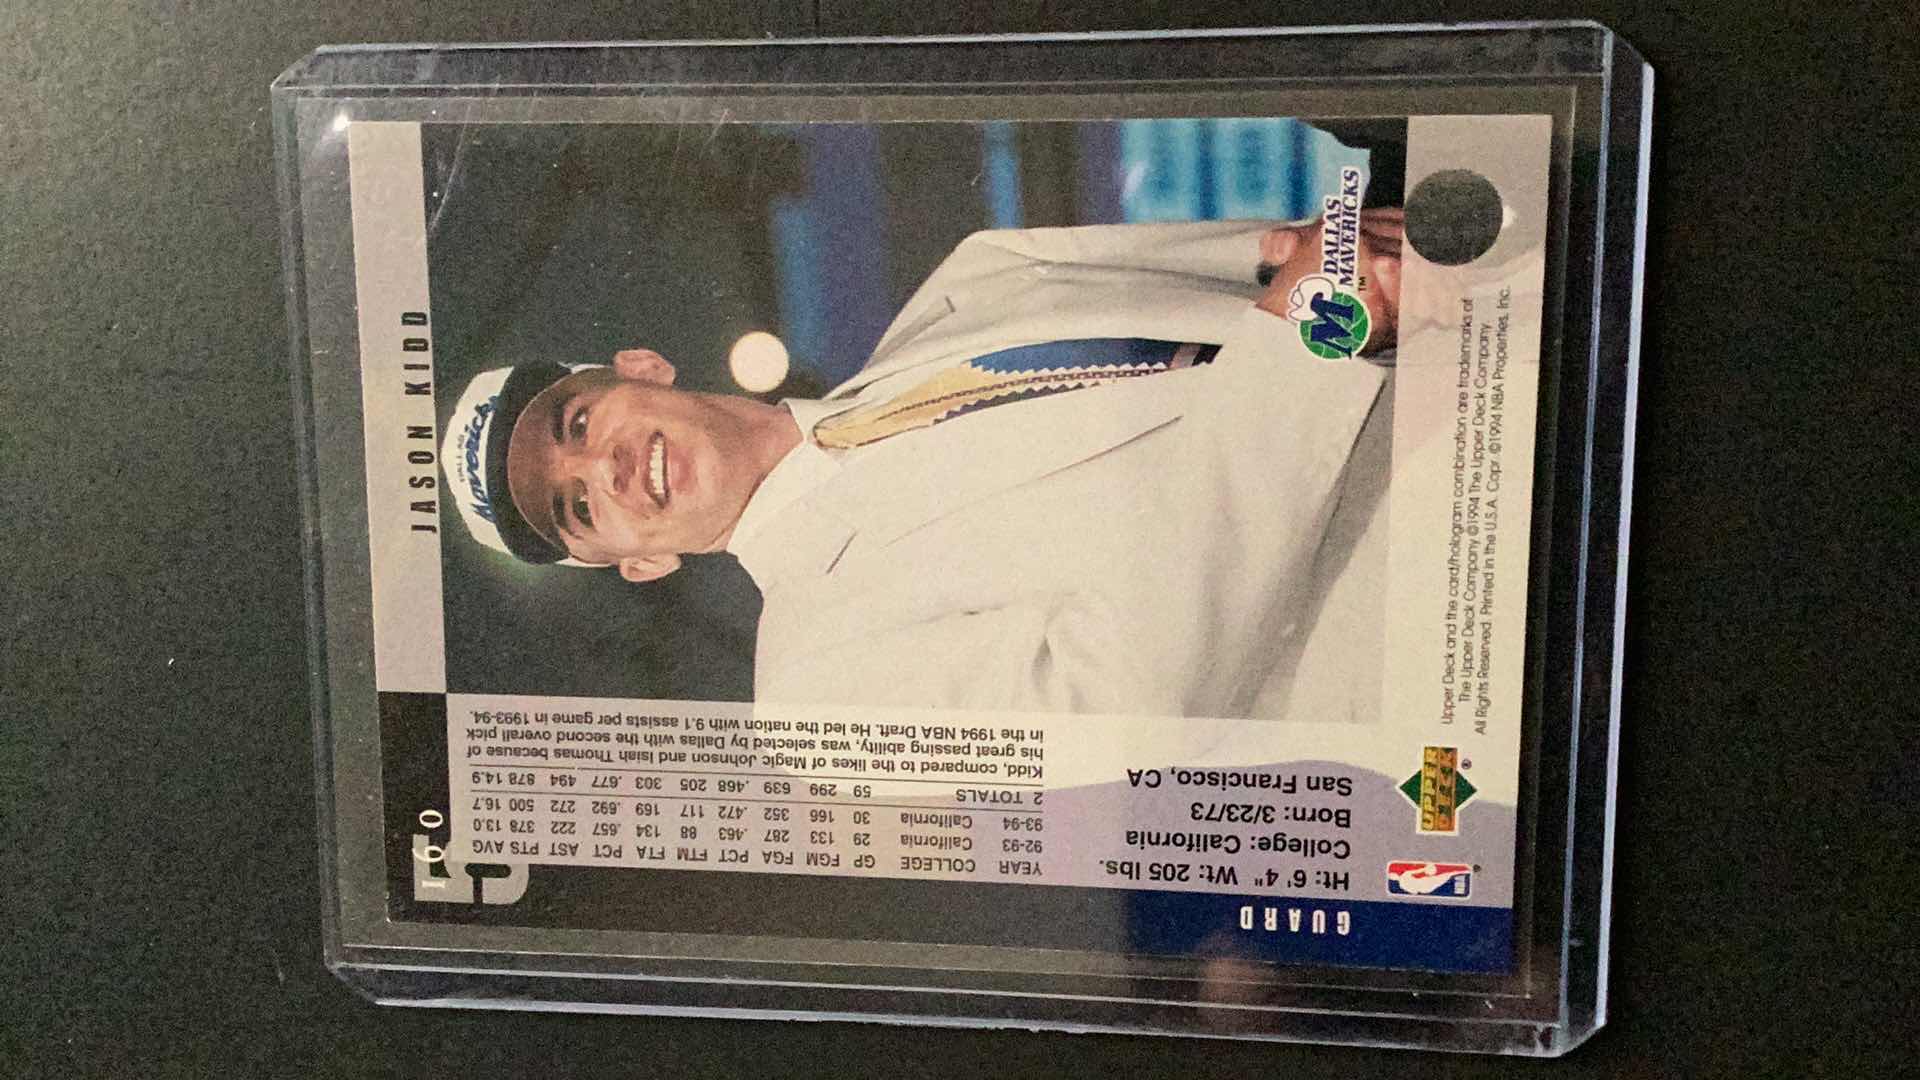 JASON KIDD
DALLAS
Mavericks
DALLAS
MAVERICKS
™
160
GUARD
Ht: 6' 4" Wt: 205 lbs.
College: California
Born: 3/23/73
San Francisco, CA
YEAR COLLEGE GP FGM FGA PCT FTM FTA PCT AST PTS AVG
92-93 California 29 133 287 .463 88 134 .657 222 378 13.0
93-94 California 30 166 352 .472 117 169 .692 272 500 16.7
2 TOTALS 59 299 639 .468 205 303 .677 494 878 14.9
Kidd, compared to the likes of Magic Johnson and Isiah Thomas because of
his great passing ability, was selected by Dallas with the second overall pick
in the 1994 NBA Draft. He led the nation with 9.1 assists per game in 1993-94.
NBA
UPPER
DECK
®
Upper Deck and the card/hologram combination are trademarks of
The Upper Deck Company ©1994 The Upper Deck Company.
All Rights Reserved. Printed in the U.S.A. Copr. ©1994 NBA Properties, Inc.